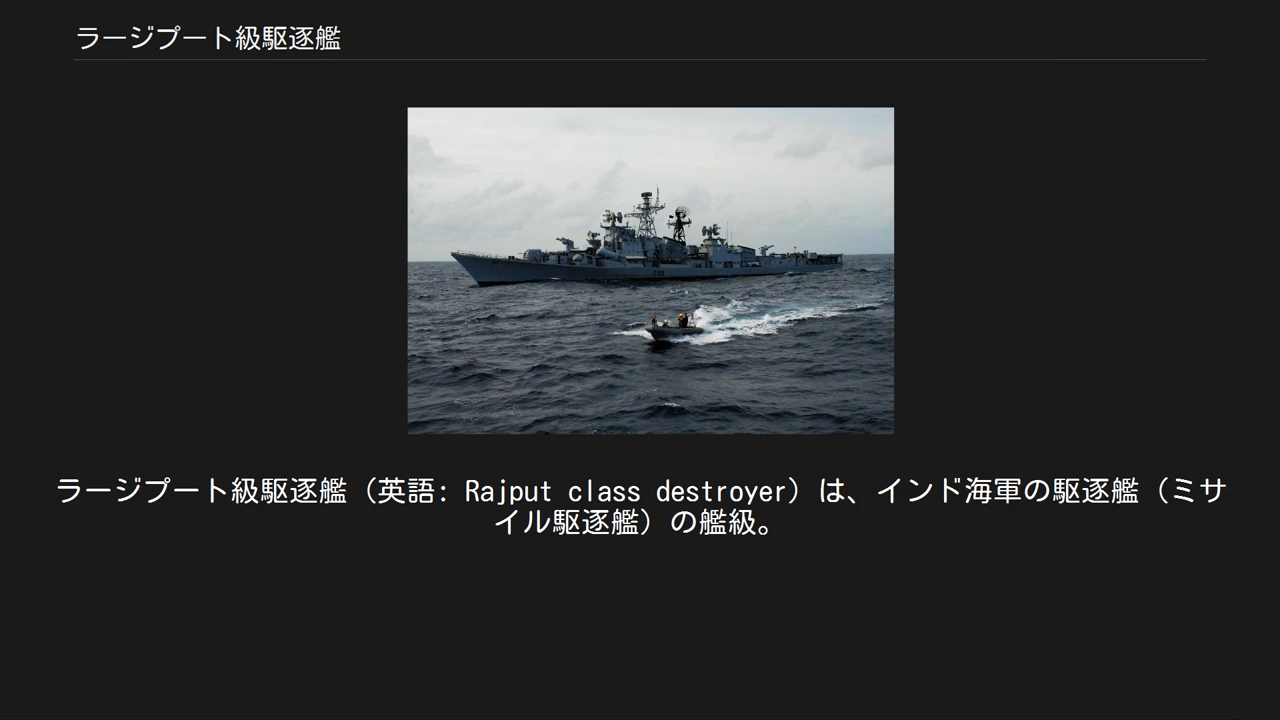 ラージプート級駆逐艦
ラージプート級駆逐艦（英語: Rajput class destroyer）は、インド海軍の駆逐艦（ミサ
イル駆逐艦）の艦級。